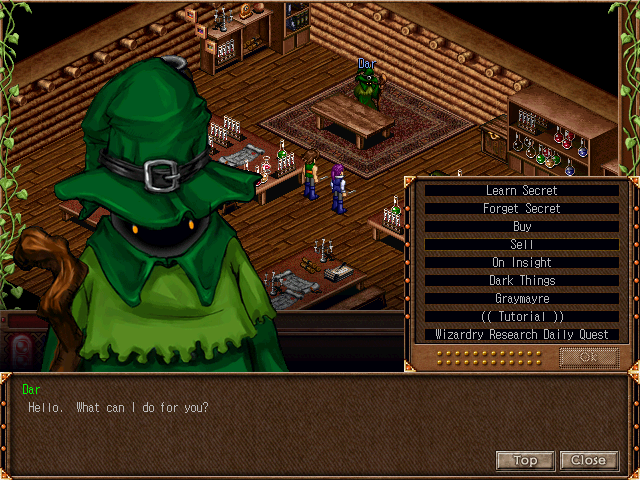 Dar
Learn Secret
Forget Secret
Buy
Sell
On Insight
Dark Things
Graymayre
(( Tutorial ))
Wizardry Research Daily Quest
Ok
Dar
Hello. What can I do for you?
Top
Close